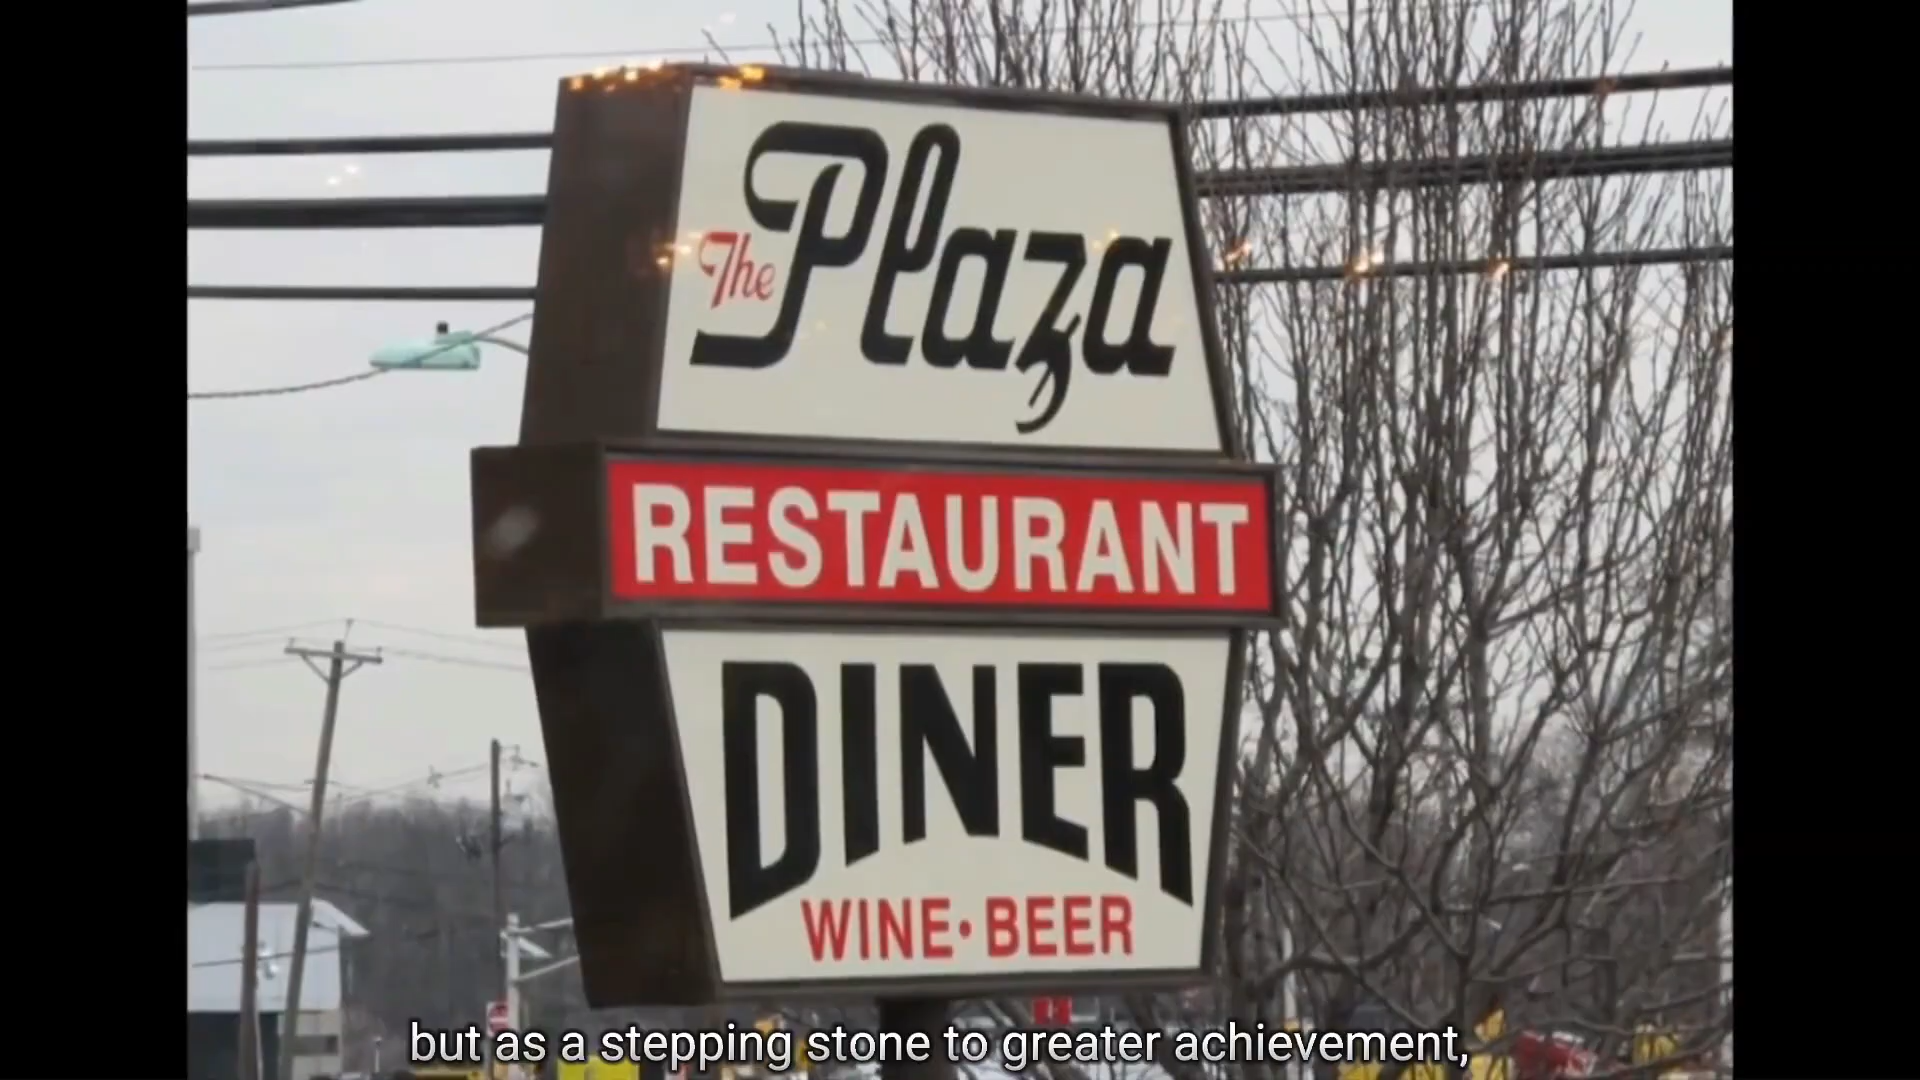 The Plaza
RESTAURANT
DINER
WINE•BEER
but as a stepping stone to greater achievement,